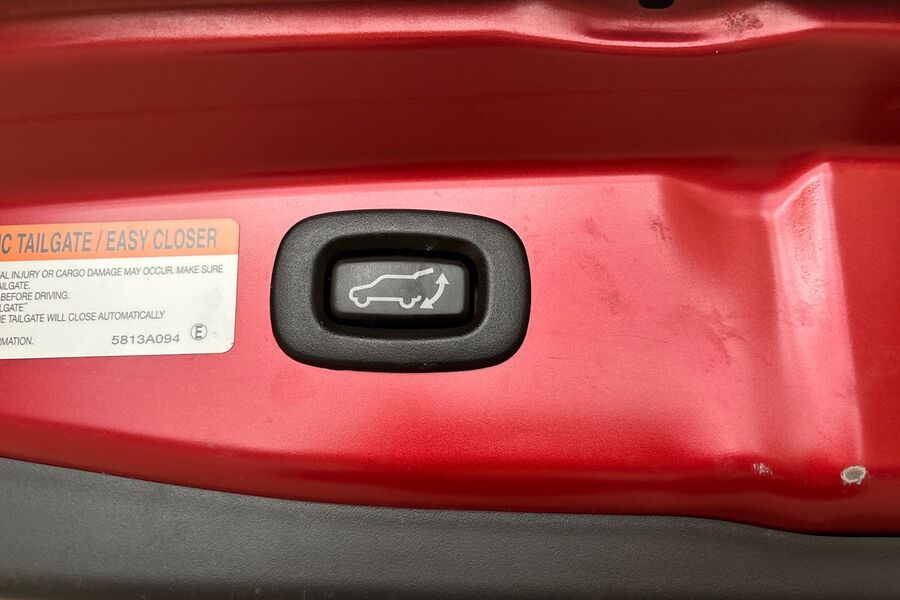 C TAILGATE / EASY CLOSER
AL INJURY OR CARGO DAMAGE MAY OCCUR. MAKE SURE
AILGATE.
BEFORE DRIVING.
LGATE"
E TAILGATE WILL CLOSE AUTOMATICALLY
RMATION.
5813A094 E